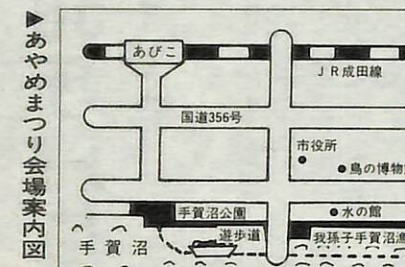 ▶あやめまつり会場案内図
あびこ
JR成田線
国道356号
市役所
鳥の博物
手賀沼公園
水の館
遊歩道
我孫子手賀沼漁
手賀沼